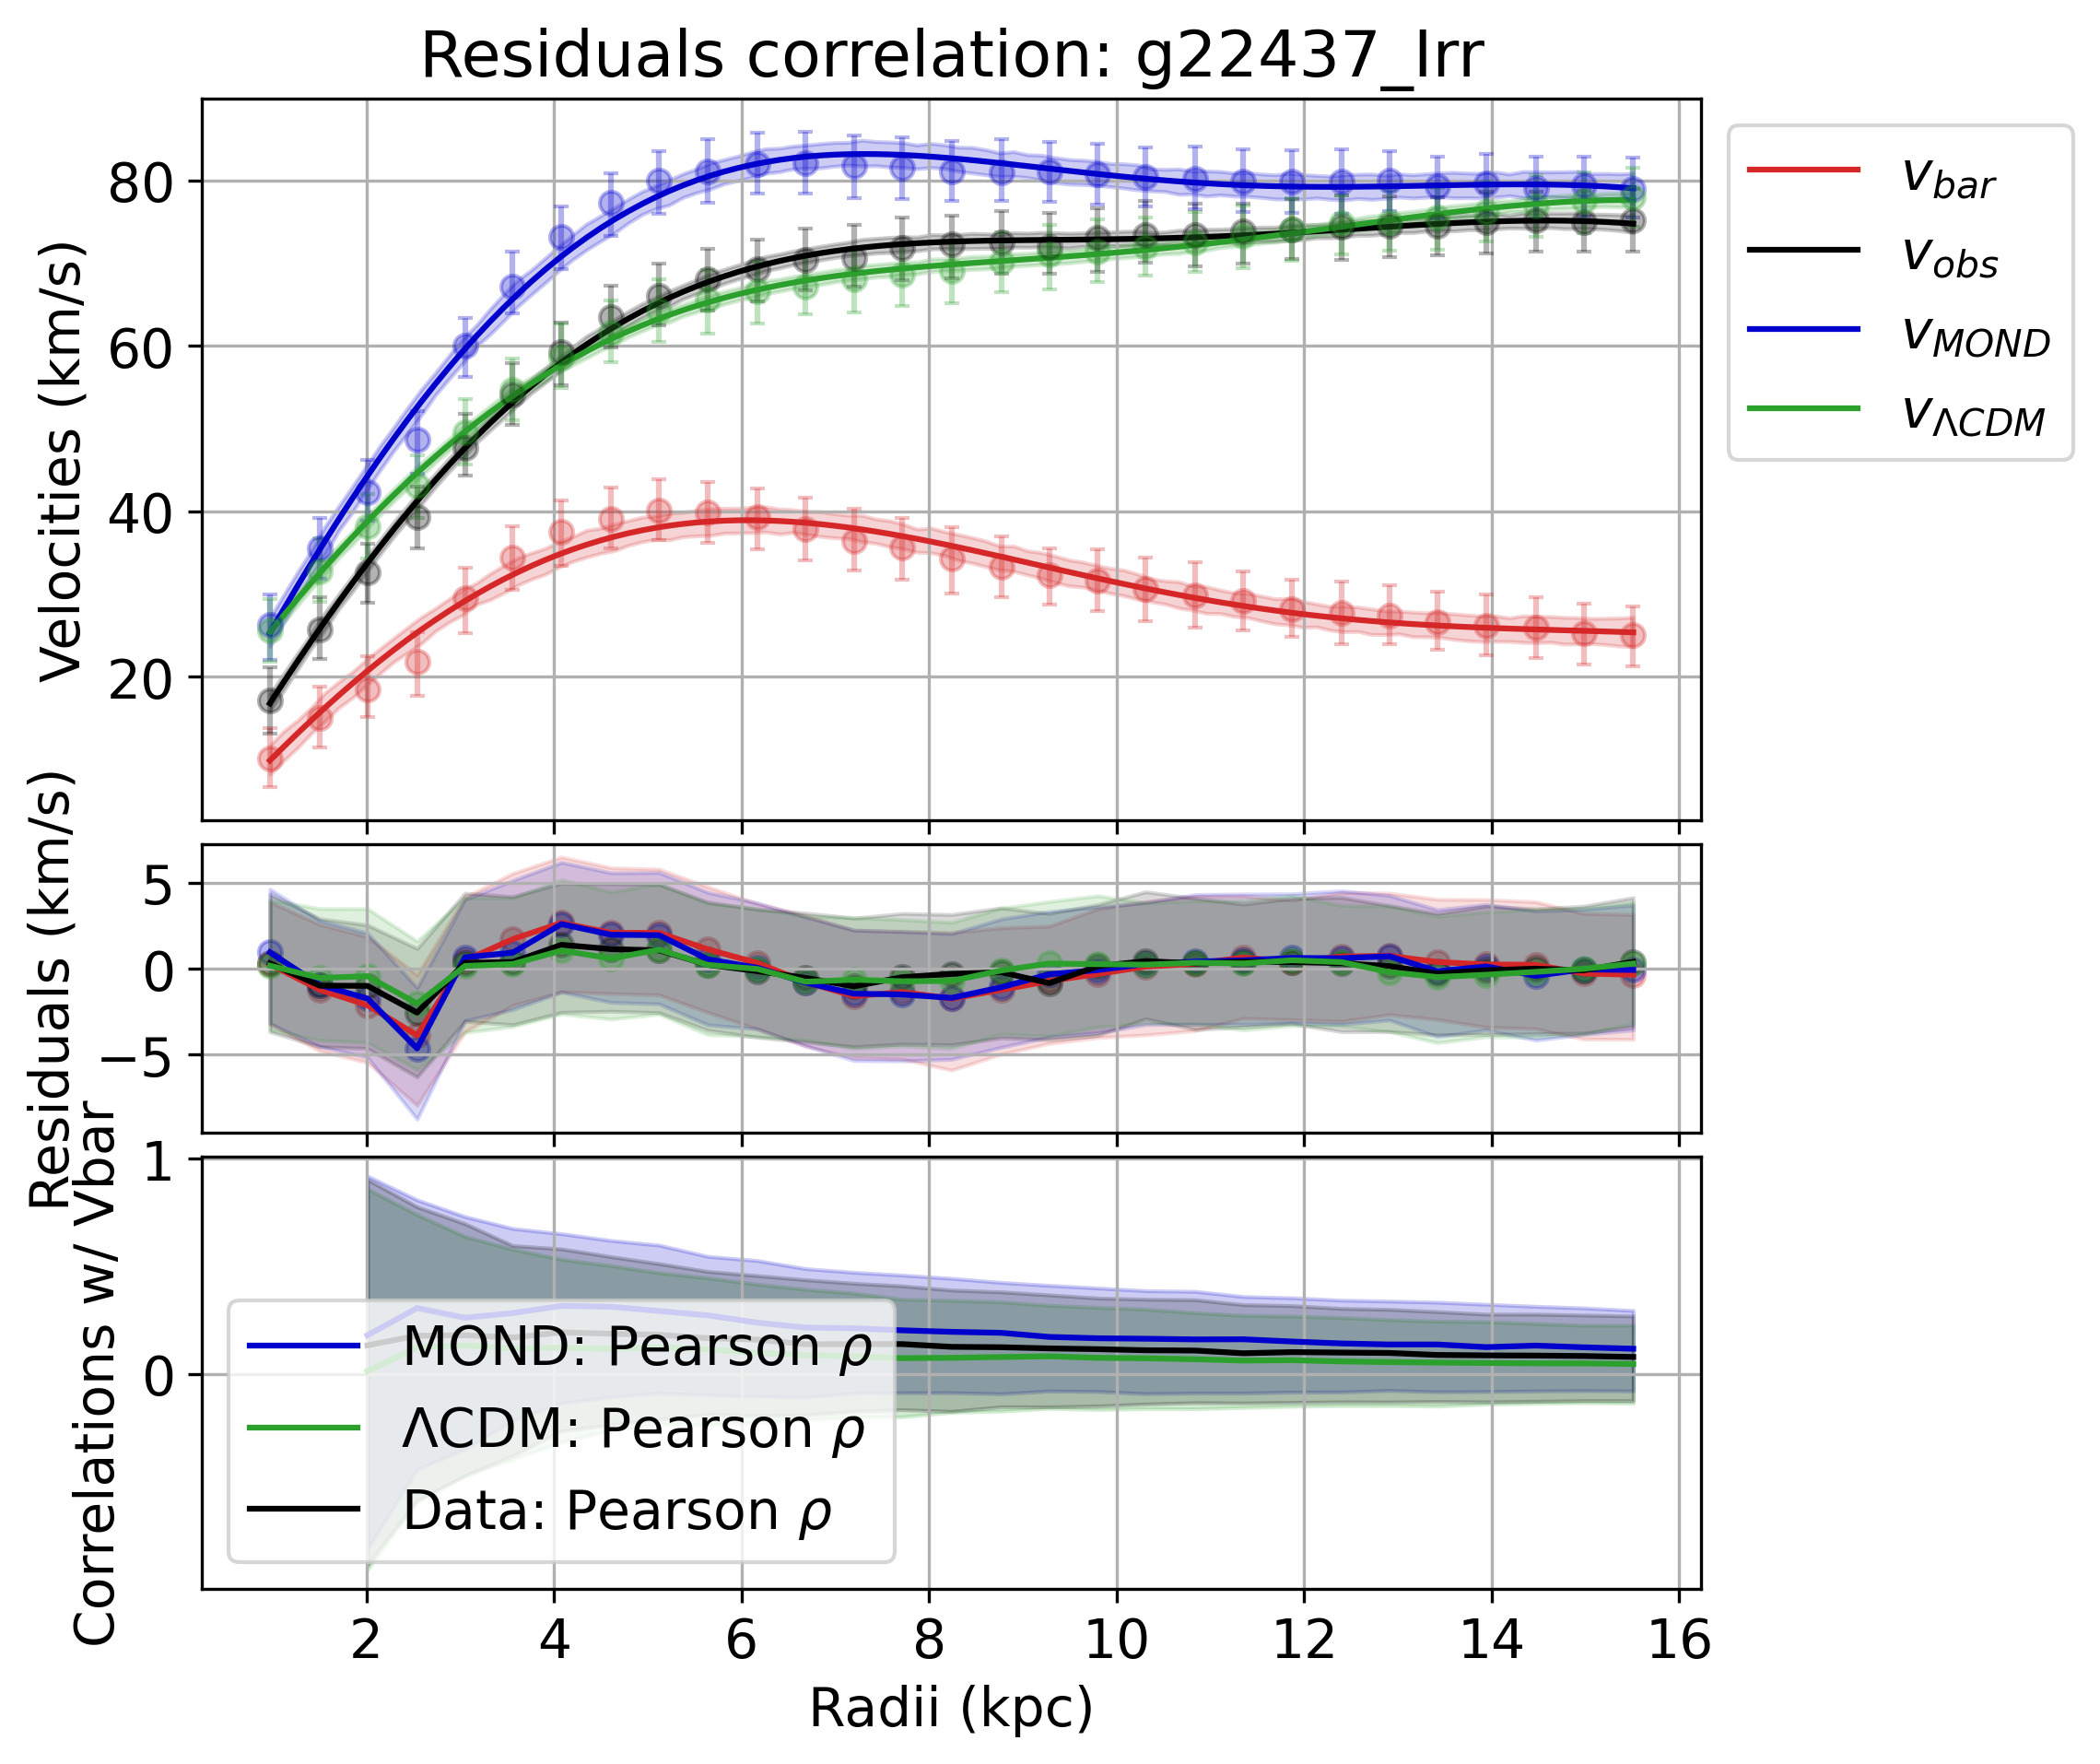 Residuals correlation: g22437_Irr
Velocities (km/s)
80
60
40
20
v_bar
v_obs
v_MOND
v_ΛCDM
Residuals (km/s)
5
0
−5
Correlations w/ Vbar
1
0
MOND: Pearson ρ
ΛCDM: Pearson ρ
Data: Pearson ρ
2 4 6 8 10 12 14 16
Radii (kpc)